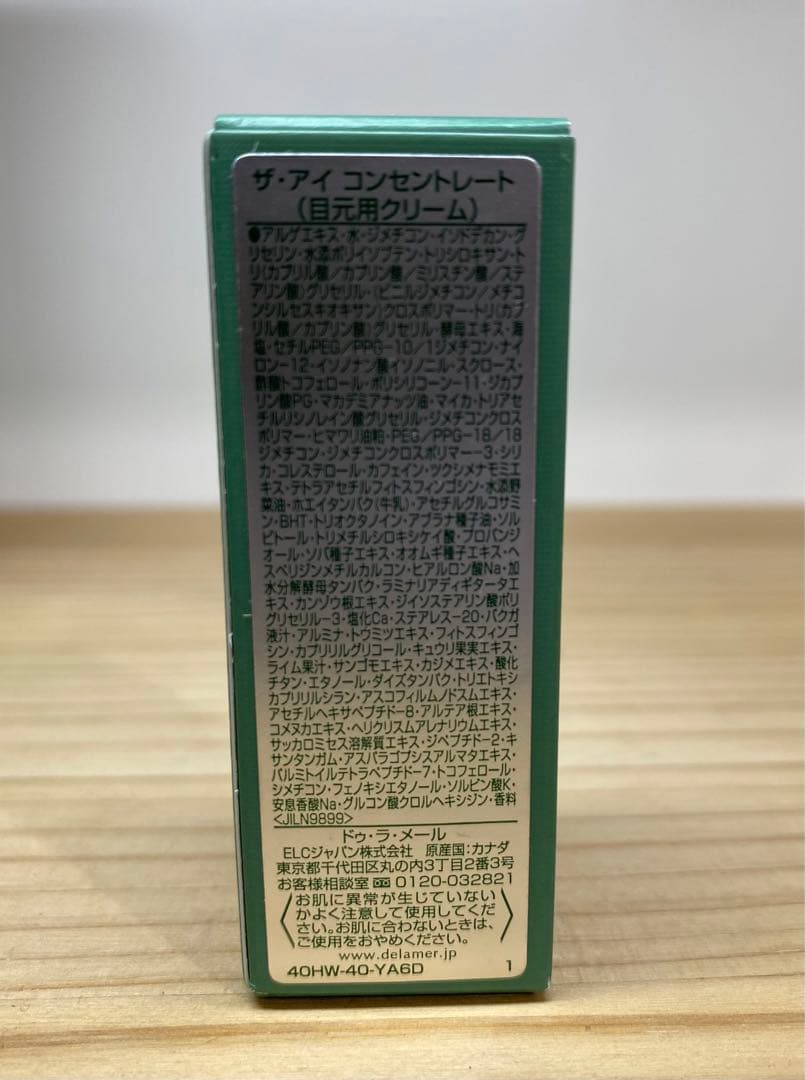 ザ・アイ コンセントレート
（目元用クリーム）
●アルゲエキス・水・ジメチコン・イソドデカン・グ
リセリン・水添ポリイソブテン・トリシロキサン・ト
リ（カプリル酸／カプリン酸／ミリスチン酸／ステ
アリン酸）グリセリル・（ビニルジメチコン／メチコ
ンシルセスキオキサン）クロスポリマー・トリ（カプ
リル酸／カプリン酸）グリセリル・酵母エキス・海
塩・セチルPEG／PPG-10／1ジメチコン・ナイ
ロン-12・イソノナン酸イソノニル・スクロース・
酢酸トコフェロール・ポリシリコーン-11・ジカプ
リン酸PG・マカデミアナッツ油・マイカ・トリアセ
チルリシノレイン酸グリセリル・ジメチコンクロス
ポリマー・ヒマワリ油粕・PEG／PPG-18／18
ジメチコン・ジメチコンクロスポリマー-3・シリ
カ・コレステロール・カフェイン・ツクシメナモミエ
キス・テトラアセチルフィトスフィンゴシン・水添野
菜油・ホエイタンパク（牛乳）・アセチルグルコサミ
ン・BHT・トリオクタノイン・アブラナ種子油・ソル
ビトール・トリメチルシロキシケイ酸・プロパンジ
オール・ソバ種子エキス・オオムギ種子エキス・ヘ
スペリジンメチルカルコン・ヒアルロン酸Na・加
水分解酵母タンパク・ラミナリアディギタータエ
キス・カンゾウ根エキス・ジイソステアリン酸ポリ
グリセリル-3・塩化Ca・ステアレス-20・バクガ
液汁・アルミナ・トウミツエキス・フィトスフィンゴ
シン・カプリリルグリコール・キュウリ果実エキス・
ライム果汁・サンゴモエキス・カジメエキス・酸化
チタン・エタノール・ダイズタンパク・トリエトキシ
カプリリルシラン・アスコフィルムノドスムエキス・
アセチルヘキサペプチド-8・アルテア根エキス・
コメヌカエキス・ヘリクリスムアレナリウムエキス・
サッカロミセス溶解質エキス・ジペプチド-2・キ
サンタンガム・アスパラゴプシスアルマタエキス・
パルミトイルテトラペプチド-7・トコフェロール・
シメチコン・フェノキシエタノール・ソルビン酸K・
安息香酸Na・グルコン酸クロルヘキシジン・香料
<JILN9899>
ドゥ・ラ・メール
ELCジャパン株式会社 原産国：カナダ
東京都千代田区丸の内3丁目2番3号
お客様相談室 0120-032821
〈お肌に異常が生じていない
かよく注意して使用してくだ
さい。お肌に合わないときは、
ご使用をおやめください。〉
www.delamer.jp
40HW-40-YA6D 1